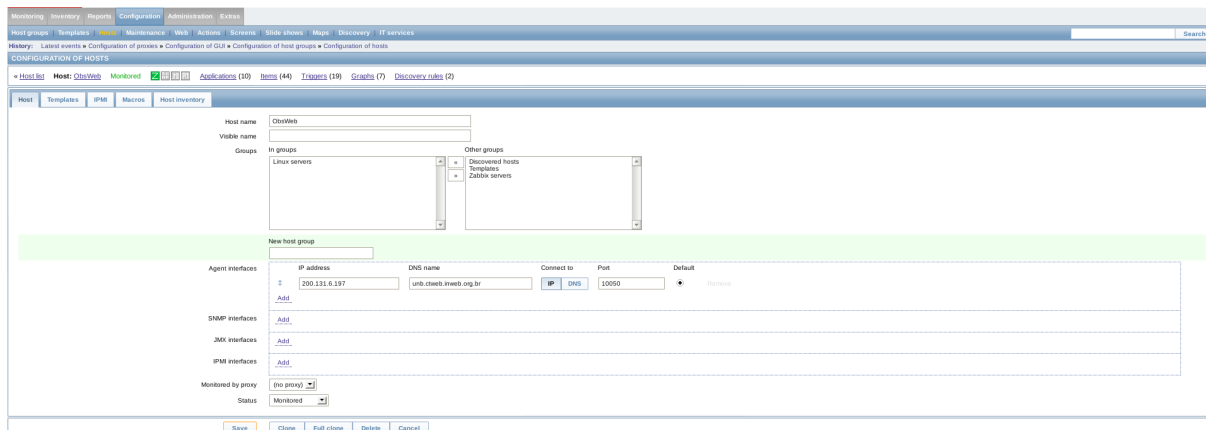 Monitoring Inventory Reports Configuration Administration Extras
Host groups | Templates | Hosts | Maintenance | Web | Actions | Screens | Slide shows | Maps | Discovery | IT services Search
History: Latest events » Configuration of proxies » Configuration of GUI » Configuration of host groups » Configuration of hosts
CONFIGURATION OF HOSTS
« Host list Host: ObsWeb Monitored Z Applications (10) Items (44) Triggers (19) Graphs (7) Discovery rules (2)
Host Templates IPMI Macros Host inventory
Host name ObsWeb
Visible name
Groups In groups Other groups
Linux servers « Discovered hosts
Templates
» Zabbix servers
New host group
Agent interfaces IP address DNS name Connect to Port Default
200.131.6.197 unb.ctweb.inweb.org.br IP DNS 10050 Remove
Add
SNMP interfaces Add
JMX interfaces Add
IPMI interfaces Add
Monitored by proxy (no proxy)
Status Monitored
Save Clone Full clone Delete Cancel